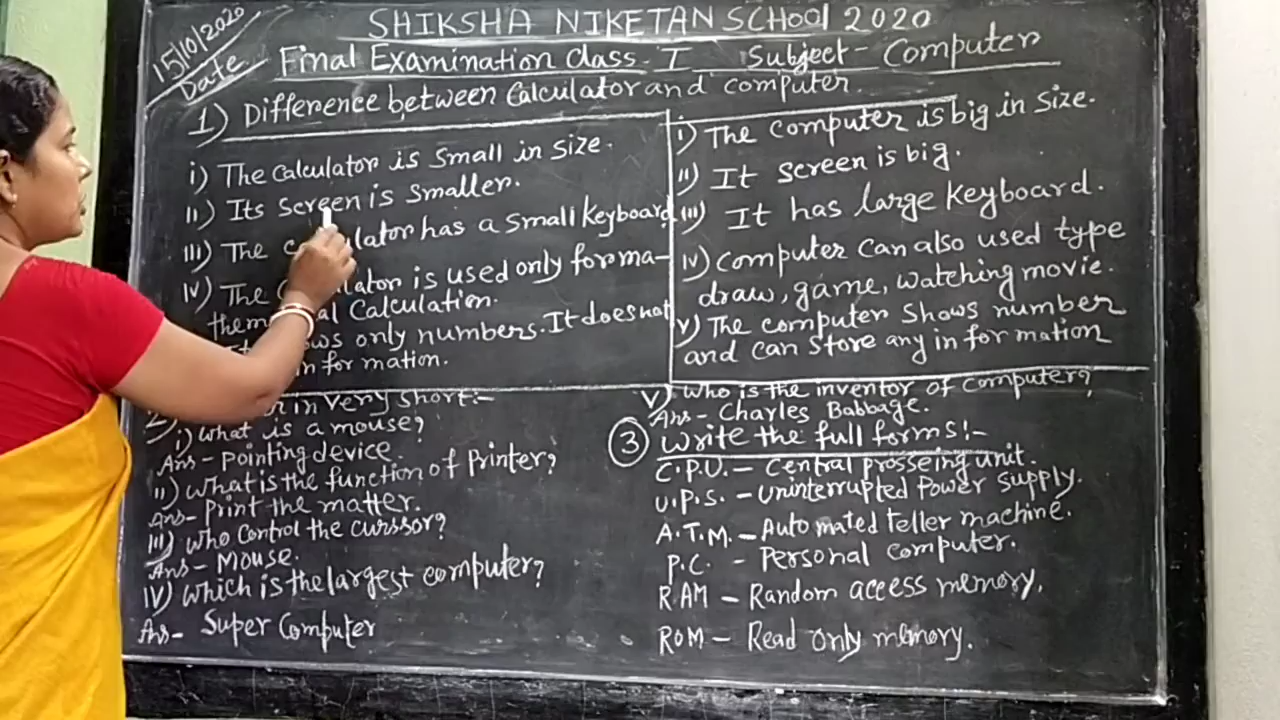 SHIKSHA NIKETAN SCHOOL 2020
15/10/2020
Date
Final Examination Class - I Subject - Computer
1) Difference between Calculator and computer.
i) The Calculator is small in size.
ii) Its screen is smaller.
iii) The lator has a small keyboard
iv) The lator is used only for ma-
them al Calculation.
only numbers. It does not
in for mation.
i) The computer is big in size.
ii) It screen is big.
iii) It has large keyboard.
iv) computer can also used type
draw, game, watching movie.
v) The computer shows number
and can store any in for mation
2) in very short:-
i) What is a mouse?
Ans - pointing device.
ii) What is the function of printer?
Ans - Print the matter.
iii) who control the curssor?
Ans - Mouse.
iv) which is the largest computer?
Ans - Super Computer
v) who is the inventor of computer?
Ans - Charles Babbage.
3 Write the full forms:-
C.P.U. - Central prosseing unit.
U.P.S. - Uninterrupted Power supply.
A.T.M. - Automated teller machine.
P.C. - Personal computer.
RAM - Random access memory.
ROM - Read only memory.